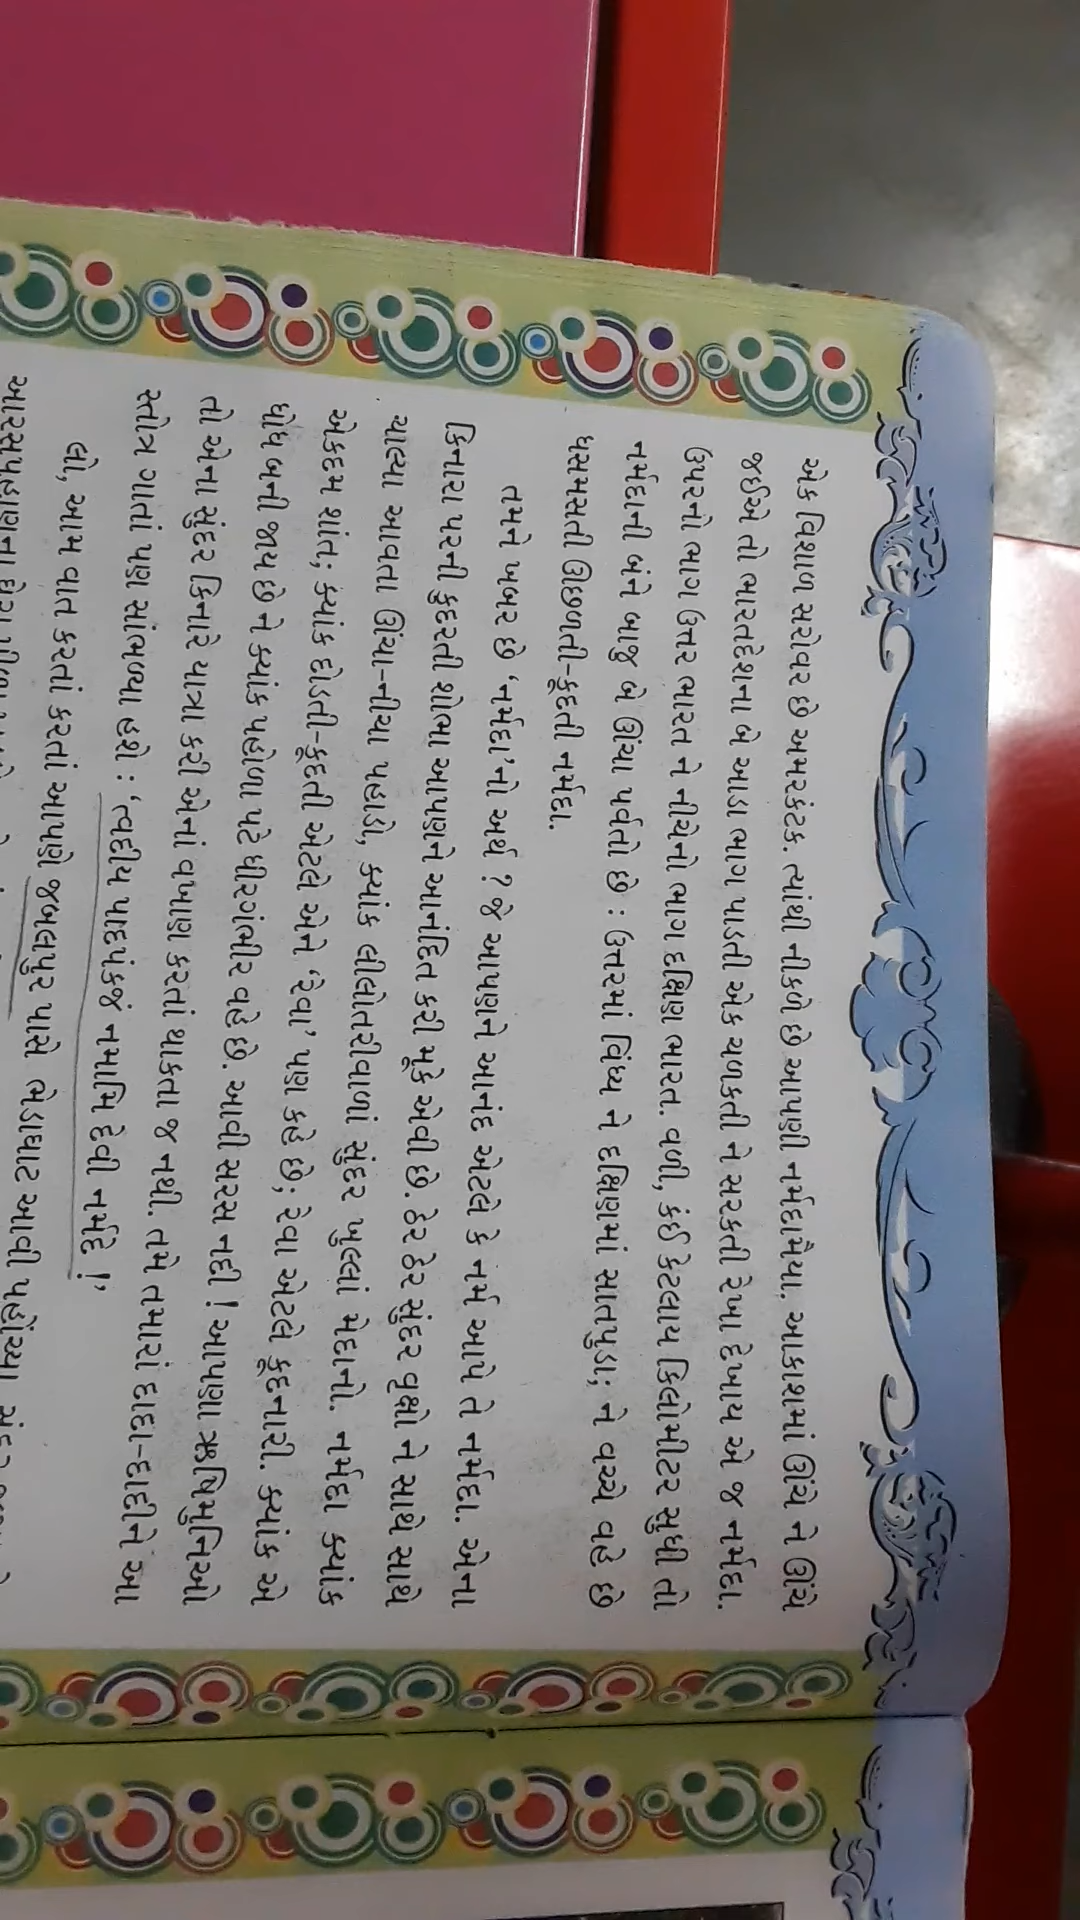 એક વિશાળ સરોવર છે અમરકંટક. ત્યાંથી નીકળે છે આપણી નર્મદામૈયા. આકાશમાં ઊંચે ને ઊંચે
જઈએ તો ભારતદેશના બે આડા ભાગ પાડતી એક ચળકતી ને સરકતી રેખા દેખાય એ જ નર્મદા.
ઉપરનો ભાગ ઉત્તર ભારત ને નીચેનો ભાગ દક્ષિણ ભારત. વળી, કંઈ કેટલાય કિલોમીટર સુધી તો
નર્મદાની બંને બાજુ બે ઊંચા પર્વતો છે : ઉત્તરમાં વિંધ્ય ને દક્ષિણમાં સાતપુડા; ને વચ્ચે વહે છે
ધસમસતી ઊછળતી-કૂદતી નર્મદા.
તમને ખબર છે ‘નર્મદા’નો અર્થ ? જે આપણને આનંદ એટલે કે નર્મ આપે તે નર્મદા. એના
કિનારા પરની કુદરતી શોભા આપણને આનંદિત કરી મૂકે એવી છે. ઠેર ઠેર સુંદર વૃક્ષો ને સાથે સાથે
ચાલ્યા આવતા ઊંચા-નીચા પહાડો, ક્યાંક લીલોતરીવાળાં સુંદર ખુલ્લાં મેદાનો. નર્મદા ક્યાંક
એકદમ શાંત; ક્યાંક દોડતી-કૂદતી એટલે એને ‘રેવા’ પણ કહે છે; રેવા એટલે કૂદનારી. ક્યાંક એ
ધોધ બની જાય છે ને ક્યાંક પહોળા પટે ધીરગંભીર વહે છે. આવી સરસ નદી ! આપણા ઋષિમુનિઓ
તો એના સુંદર કિનારે યાત્રા કરી એનાં વખાણ કરતાં થાકતા જ નથી. તમે તમારાં દાદા-દાદીને આ
સ્તોત્ર ગાતાં પણ સાંભળ્યા હશે : ‘ત્વદીય પાદપંકજં નમામિ દેવી નર્મદે !’
લો, આમ વાત કરતાં કરતાં આપણે જબલપુર પાસે ભેડાઘાટ આવી પહોંચ્યા
આરસપહાણના